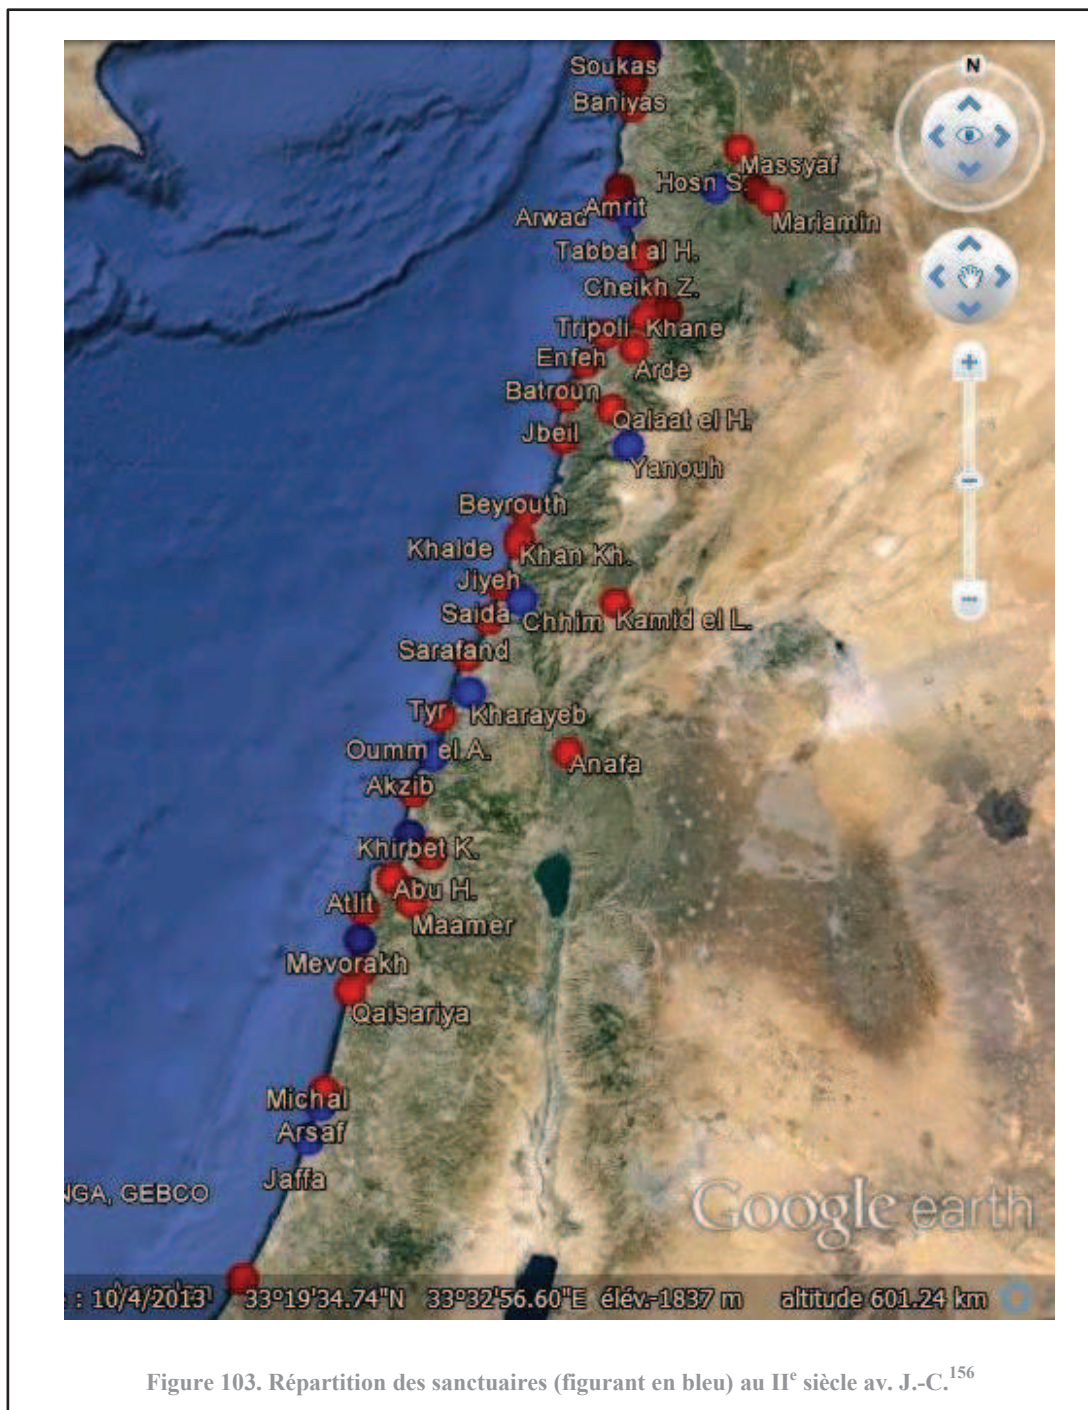 N
Soukas
Baniyas
Massyaf
Hosn S.
Mariamin
Amrit
Arwad
Tabbat al H.
Cheikh Z.
Tripoli Khane
Enfeh
Arde
Batroun
Qalaat el H.
Jbeil
Yanouh
Beyrouth
Khalde
Khan Kh.
Jiyeh
Saida
Chhim
Kamid el L.
Sarafand
Tyr
Kharayeb
Oumm el A.
Anafa
Akzib
Khirbet K.
Abu H.
Atlit
Maamer
Mevorakh
Qaisariya
Michal
Arsaf
Jaffa
NGA, GEBCO
Google earth
: 10/4/2013 33°19'34.74"N 33°32'56.60"E élév.-1837 m altitude 601.24 km
Figure 103. Répartition des sanctuaires (figurant en bleu) au IIe siècle av. J.-C.156